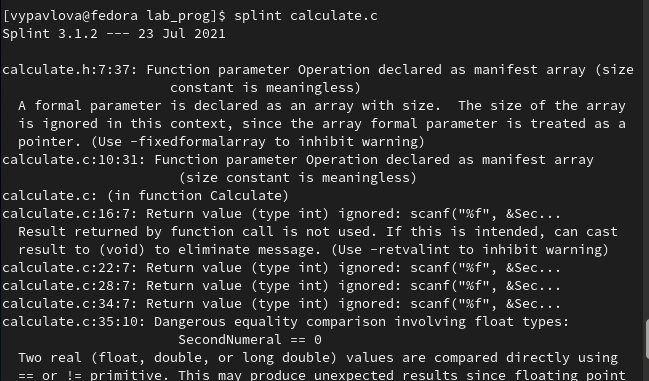 [vypavlova@fedora lab_prog]$ splint calculate.c
Splint 3.1.2 --- 23 Jul 2021
calculate.h:7:37: Function parameter Operation declared as manifest array (size
constant is meaningless)
A formal parameter is declared as an array with size.  The size of the array
is ignored in this context, since the array formal parameter is treated as a
pointer. (Use -fixedformalarray to inhibit warning)
calculate.c:10:31: Function parameter Operation declared as manifest array
(size constant is meaningless)
calculate.c: (in function Calculate)
calculate.c:16:7: Return value (type int) ignored: scanf("%f", &Sec...
Result returned by function call is not used. If this is intended, can cast
result to (void) to eliminate message. (Use -retvalint to inhibit warning)
calculate.c:22:7: Return value (type int) ignored: scanf("%f", &Sec...
calculate.c:28:7: Return value (type int) ignored: scanf("%f", &Sec...
calculate.c:34:7: Return value (type int) ignored: scanf("%f", &Sec...
calculate.c:35:10: Dangerous equality comparison involving float types:
SecondNumeral == 0
Two real (float, double, or long double) values are compared directly using
== or != primitive. This may produce unexpected results since floating point